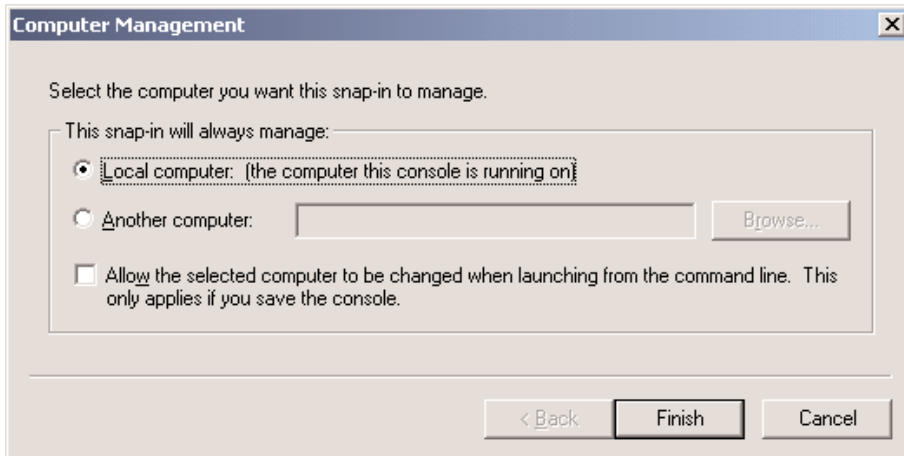 Computer Management
Select the computer you want this snap-in to manage.
This snap-in will always manage:
Local computer: (the computer this console is running on)
Another computer:
Browse...
Allow the selected computer to be changed when launching from the command line. This
only applies if you save the console.
< Back
Finish
Cancel